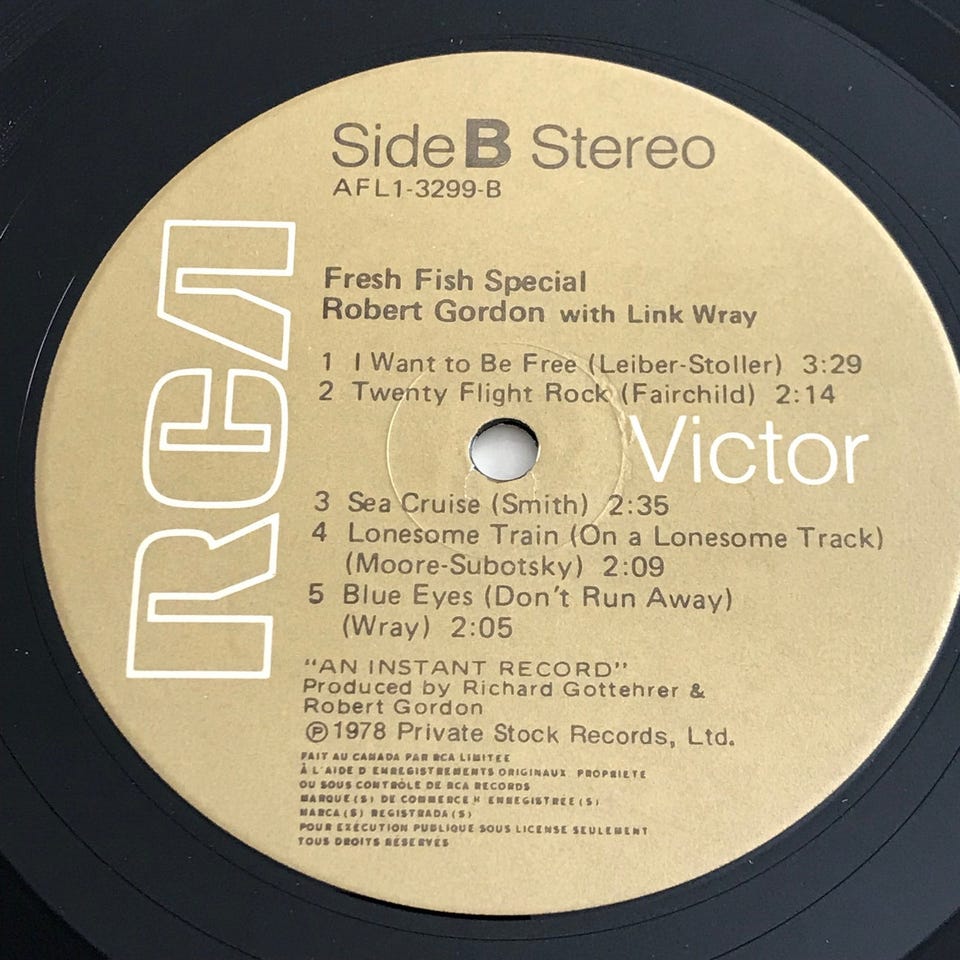 Side B Stereo
AFL1-3299-B
RCA
Fresh Fish Special
Robert Gordon with Link Wray
1 I Want to Be Free (Leiber-Stoller) 3:29
2 Twenty Flight Rock (Fairchild) 2:14
Victor
3 Sea Cruise (Smith) 2:35
4 Lonesome Train (On a Lonesome Track)
(Moore-Subotsky) 2:09
5 Blue Eyes (Don't Run Away)
(Wray) 2:05
"AN INSTANT RECORD"
Produced by Richard Gottehrer &
Robert Gordon
℗1978 Private Stock Records, Ltd.
FAIT AU CANADA PAR RCA LIMITEE
À L'AIDE D ENREGISTREMENTS ORIGINAUX. PROPRIETE
OU SOUS CONTRÔLE DE RCA RECORDS
MARQUE(S) DE COMMERCE ENREGISTREE(S)
MARCA(S) REGISTRADA(S)
POUR EXÉCUTION PUBLIQUE SOUS LICENSE SEULEMENT
TOUS DROITS RÉSERVÉS